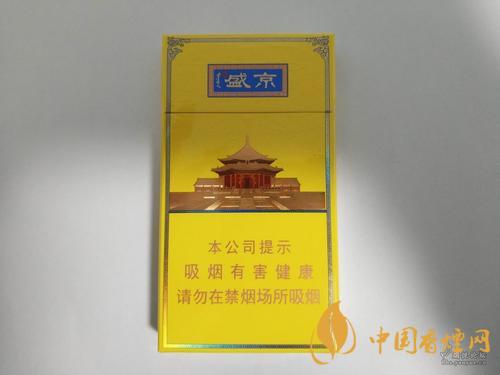 盛京
本公司提示
吸烟有害健康
请勿在禁烟场所吸烟
中国香烟网